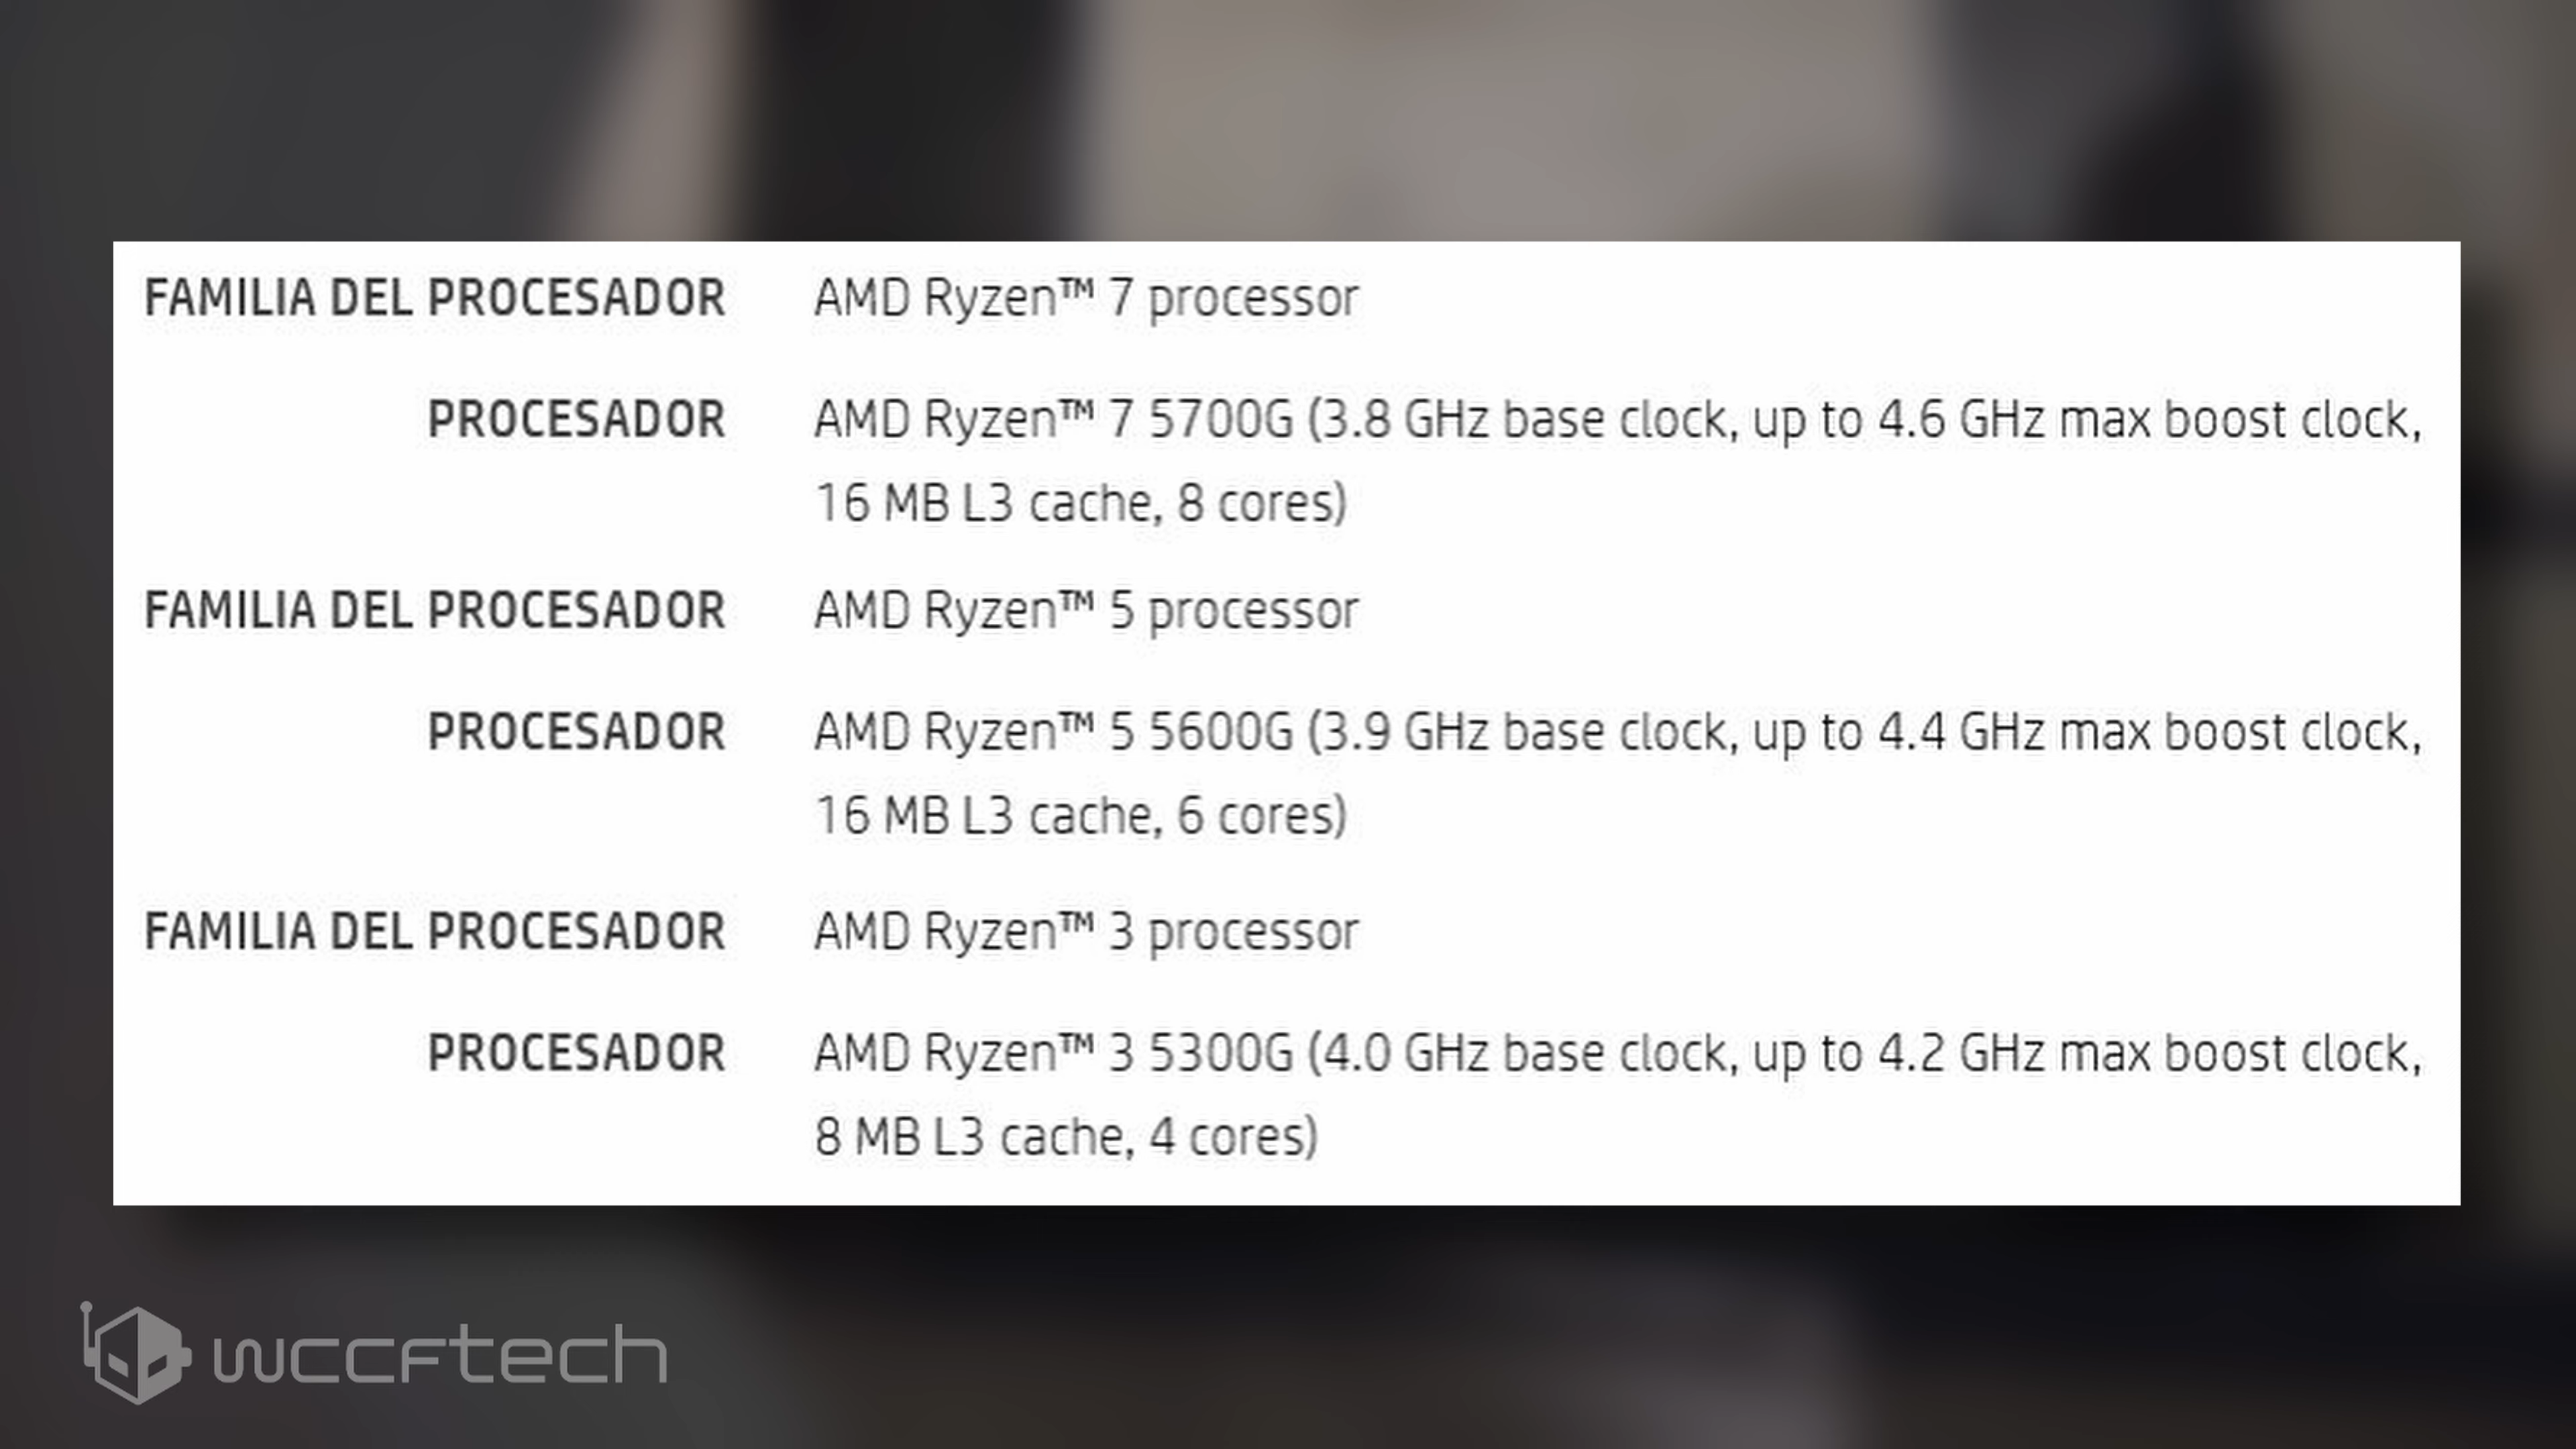 FAMILIA DEL PROCESADOR AMD Ryzen™ 7 processor
PROCESADOR AMD Ryzen™ 7 5700G (3.8 GHz base clock, up to 4.6 GHz max boost clock,
16 MB L3 cache, 8 cores)
FAMILIA DEL PROCESADOR AMD Ryzen™ 5 processor
PROCESADOR AMD Ryzen™ 5 5600G (3.9 GHz base clock, up to 4.4 GHz max boost clock,
16 MB L3 cache, 6 cores)
FAMILIA DEL PROCESADOR AMD Ryzen™ 3 processor
PROCESADOR AMD Ryzen™ 3 5300G (4.0 GHz base clock, up to 4.2 GHz max boost clock,
8 MB L3 cache, 4 cores)
wccftech